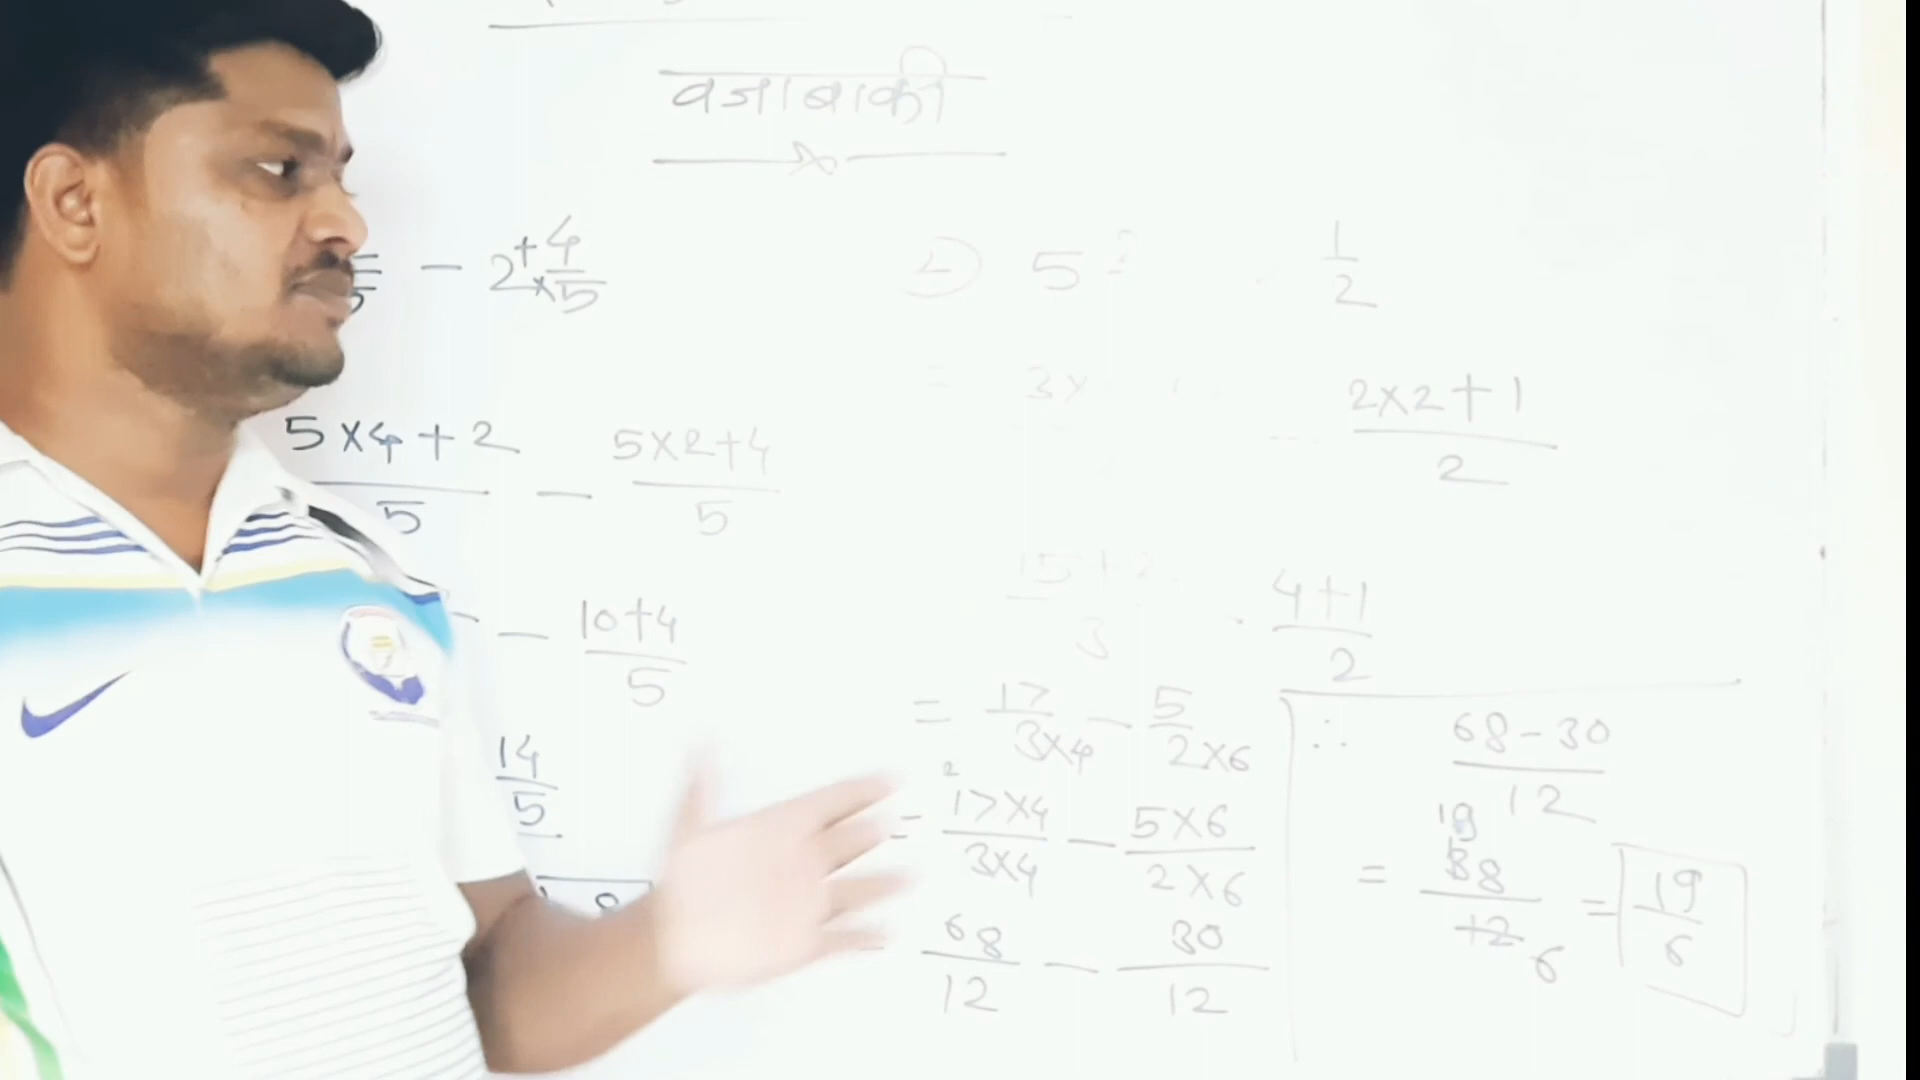 वजाबाकी
- 2 + 4/5 ×
5×4+2/5 - 5×2+4/5
- 10+4/5
14/5
5 1/2
3× - 2×2+1/2
15+ /3 4+1/2
= 17/3×4 - 5/2×6
= 17×4/3×4 - 5×6/2×6
68/12 - 30/12
∴ 68-30/12
= 38/12 = 19/6
19
6